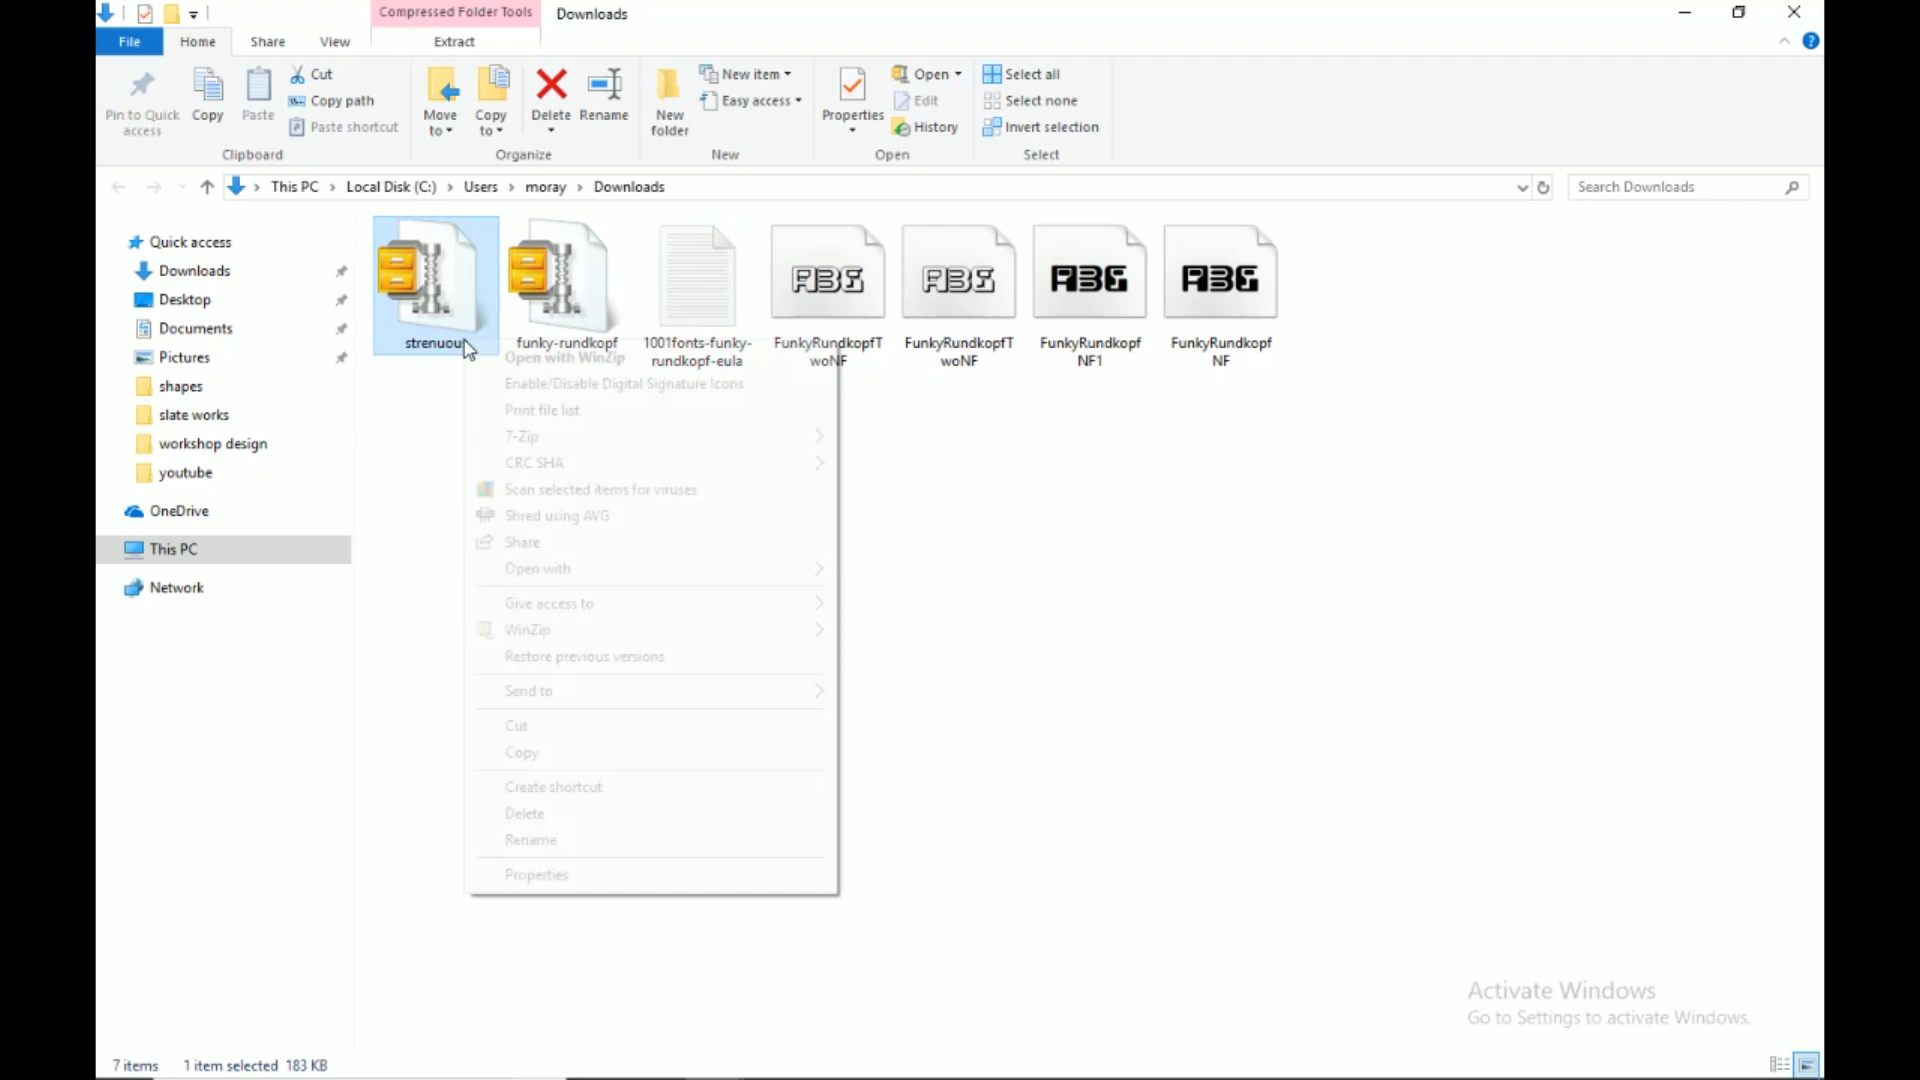 Compressed Folder Tools
Downloads
File
Home
Share
View
Extract
Pin to Quick access
Copy
Paste
Cut
Copy path
Paste shortcut
Clipboard
Move to
Copy to
Delete
Rename
Organize
New folder
New item
Easy access
New
Properties
Open
Edit
History
Open
Select all
Select none
Invert selection
Select
This PC > Local Disk (C:) > Users > moray > Downloads
Search Downloads
Quick access
Downloads
Desktop
Documents
Pictures
shapes
slate works
workshop design
youtube
OneDrive
This PC
Network
funky-rundkopf
1001fonts-funky-
rundkopf-eula
ABG
FunkyRundkopfT
woNF
ABG
FunkyRundkopfT
woNF
ABG
FunkyRundkopf
NF1
ABG
FunkyRundkopf
NF
Open with WinZip
Enable/Disable Digital Signature Icons
Print file list
7-Zip
CRC SHA
Scan selected items for viruses
Shred using AVG
Share
Open with
Give access to
WinZip
Restore previous versions
Send to
Cut
Copy
Create shortcut
Delete
Rename
Properties
Activate Windows
Go to Settings to activate Windows.
7 items
1 item selected 183 KB